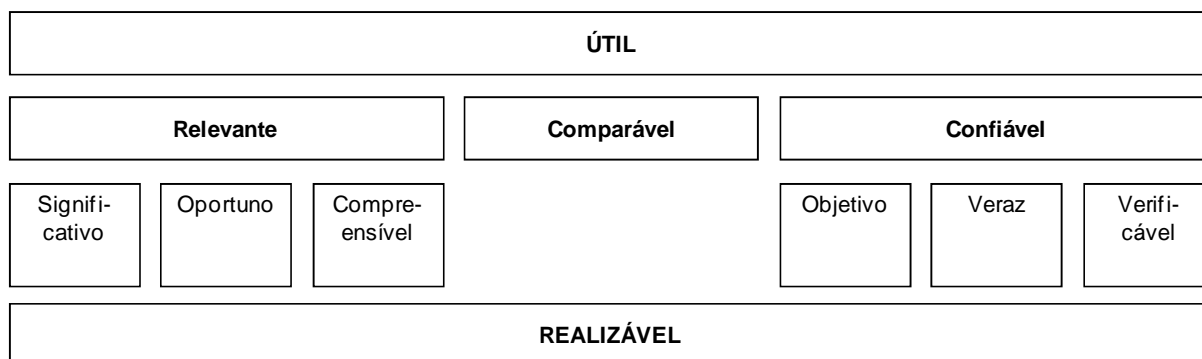 ÚTIL
Relevante
Comparável
Confiável
Signifi-
cativo
Oportuno
Compre-
ensível
Objetivo
Veraz
Verifi-
cável
REALIZÁVEL